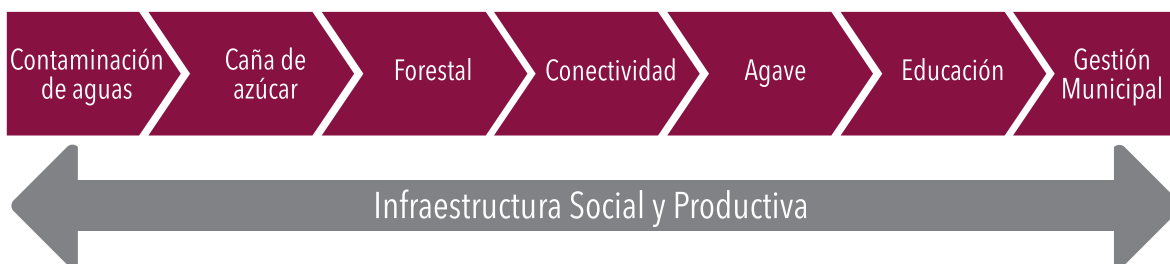 Contaminación
de aguas
Caña de
azúcar
Forestal
Conectividad
Agave
Educación
Gestión
Municipal
Infraestructura Social y Productiva